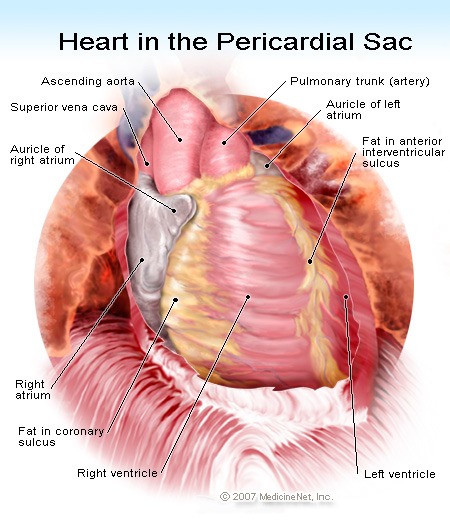 Heart in the Pericardial Sac
Ascending aorta
Pulmonary trunk (artery)
Superior vena cava
Auricle of left
atrium
Auricle of
right atrium
Fat in anterior
interventricular
sulcus
Right
atrium
Fat in coronary
sulcus
Right ventricle
Left ventricle
© 2007 MedicineNet, Inc.